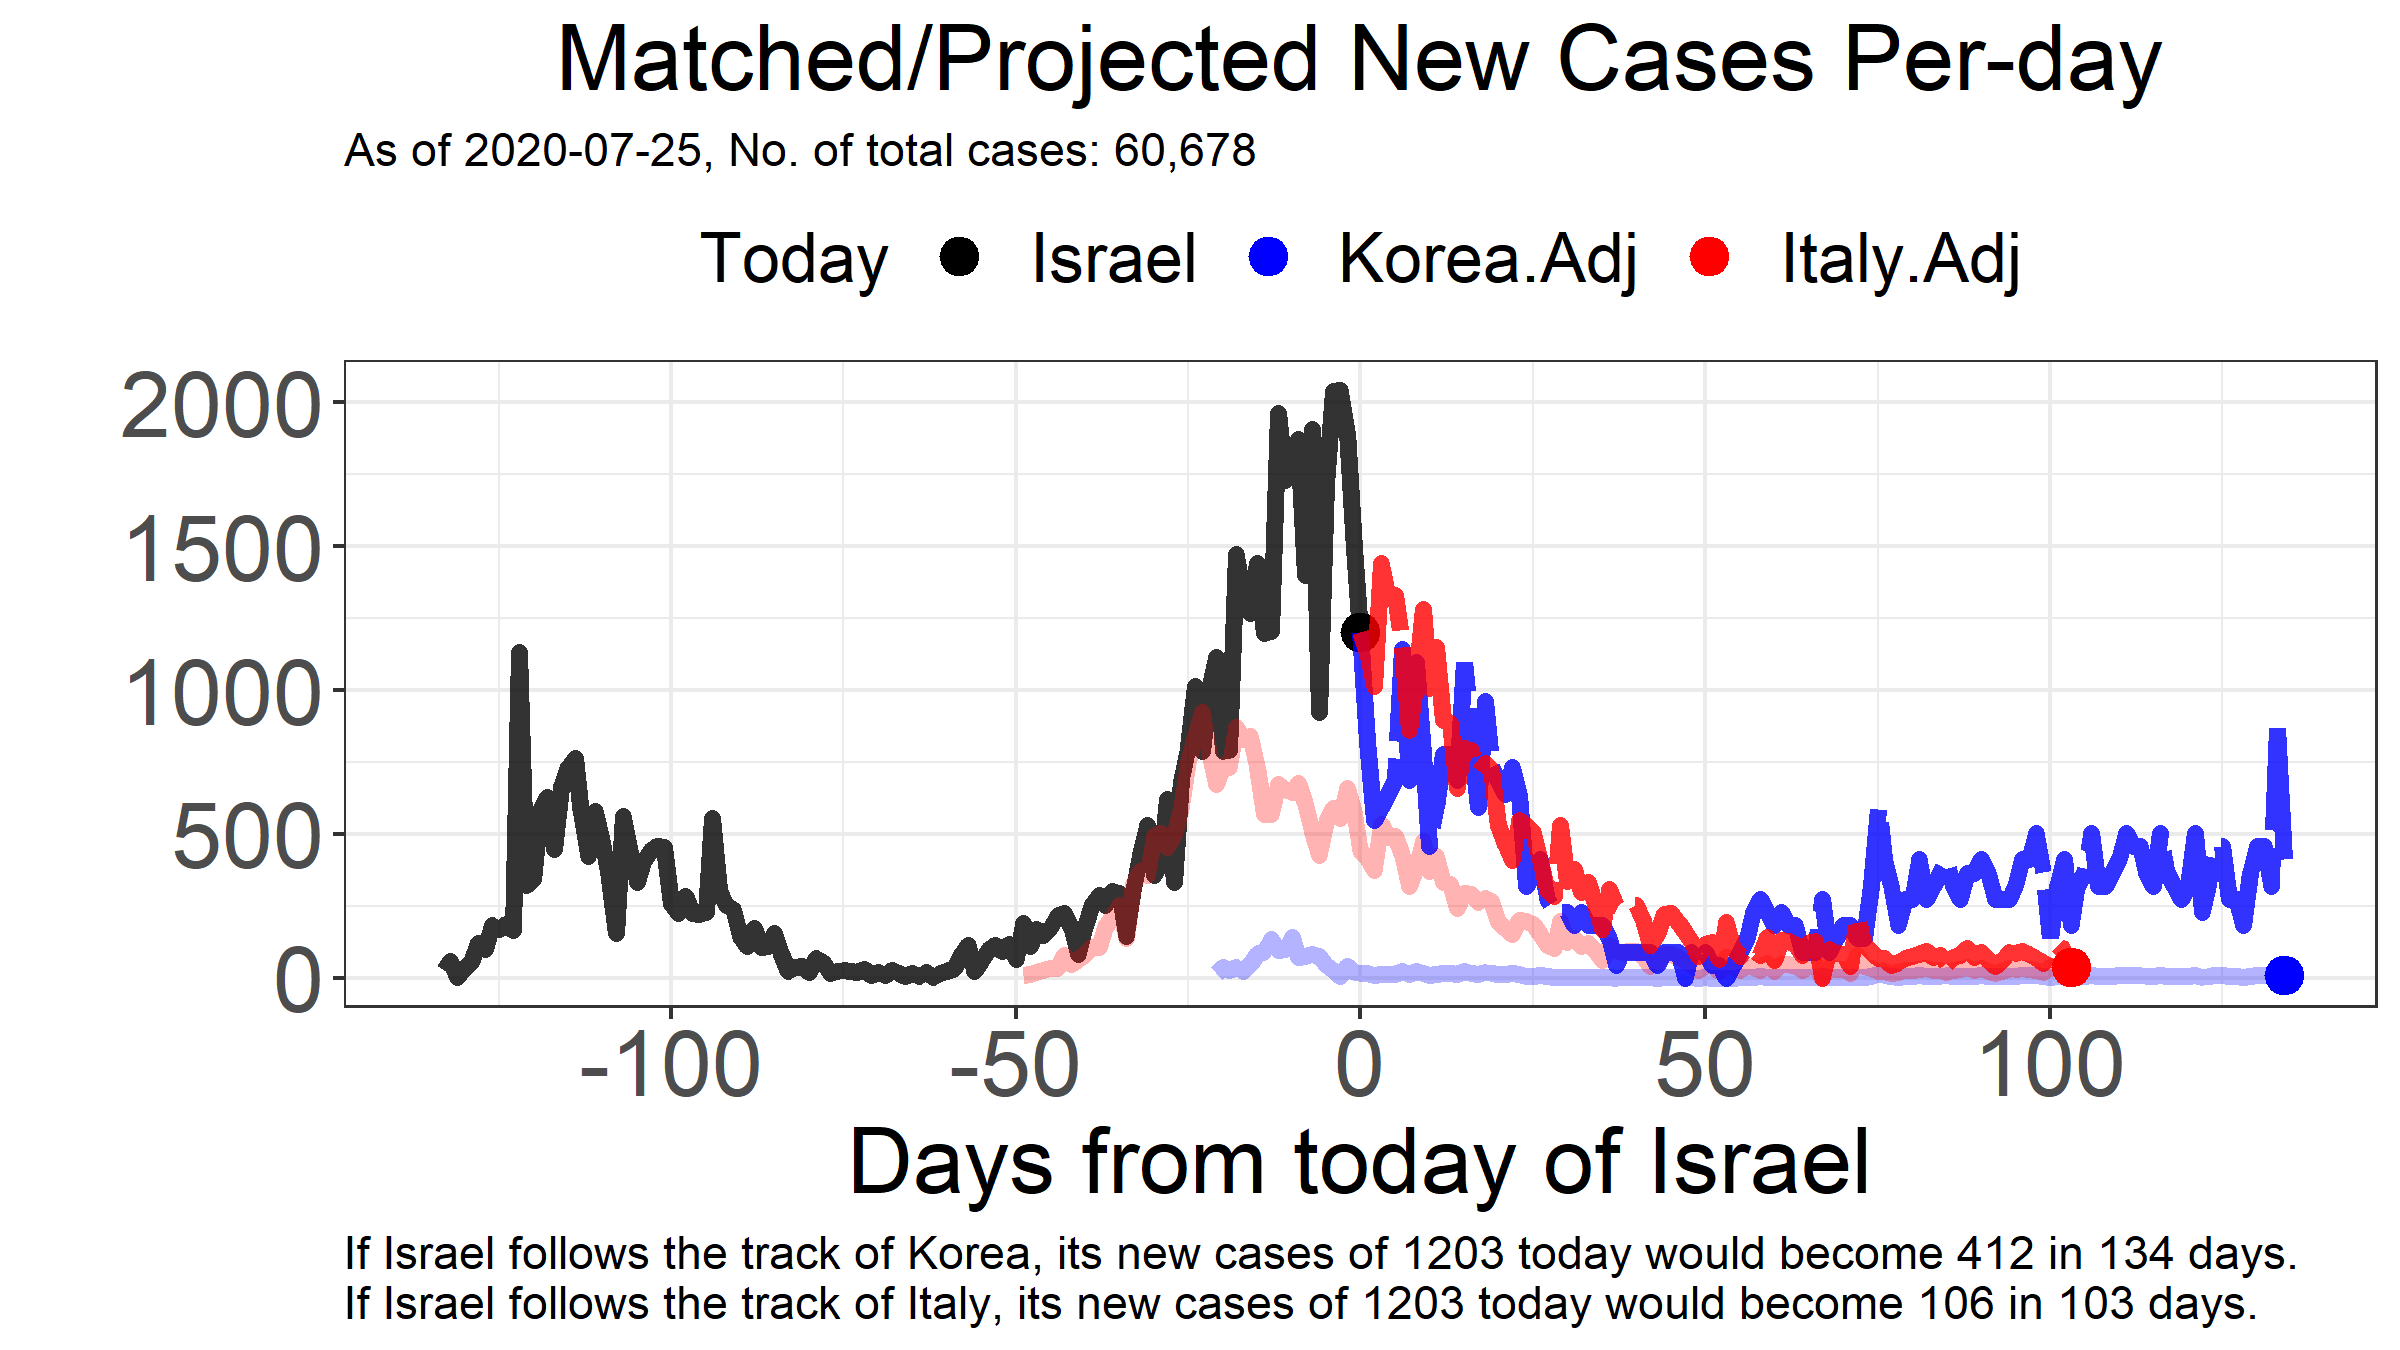 Matched/Projected New Cases Per-day
As of 2020-07-25, No. of total cases: 60,678
Today Israel Korea.Adj Italy.Adj
2000
1500
1000
500
0
-100 -50 0 50 100
Days from today of Israel
If Israel follows the track of Korea, its new cases of 1203 today would become 412 in 134 days.
If Israel follows the track of Italy, its new cases of 1203 today would become 106 in 103 days.